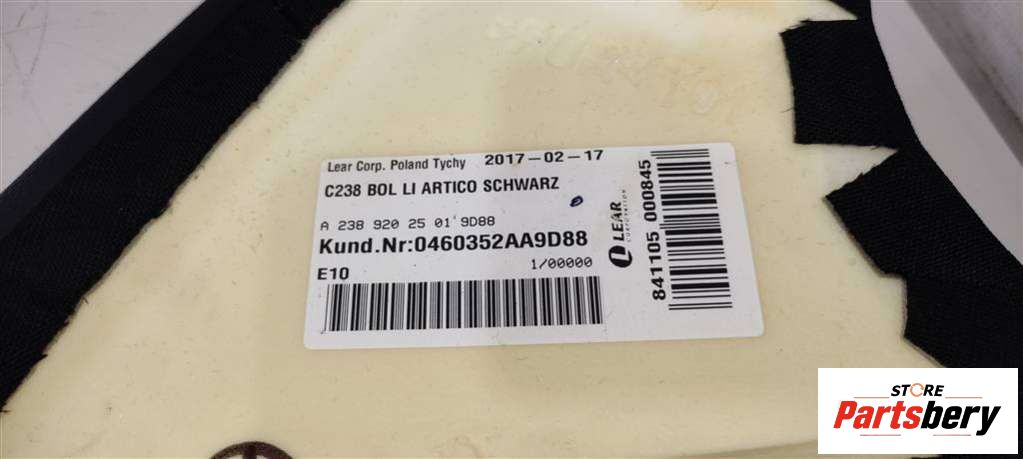 Lear Corp. Poland Tychy 2017-02-17
C238 BOL LI ARTICO SCHWARZ
A 238 920 25 01 9D88
Kund.Nr:0460352AA9D88
E10 1/00000
LEAR
CORPORATION
841105 000845
STORE
Partsbery